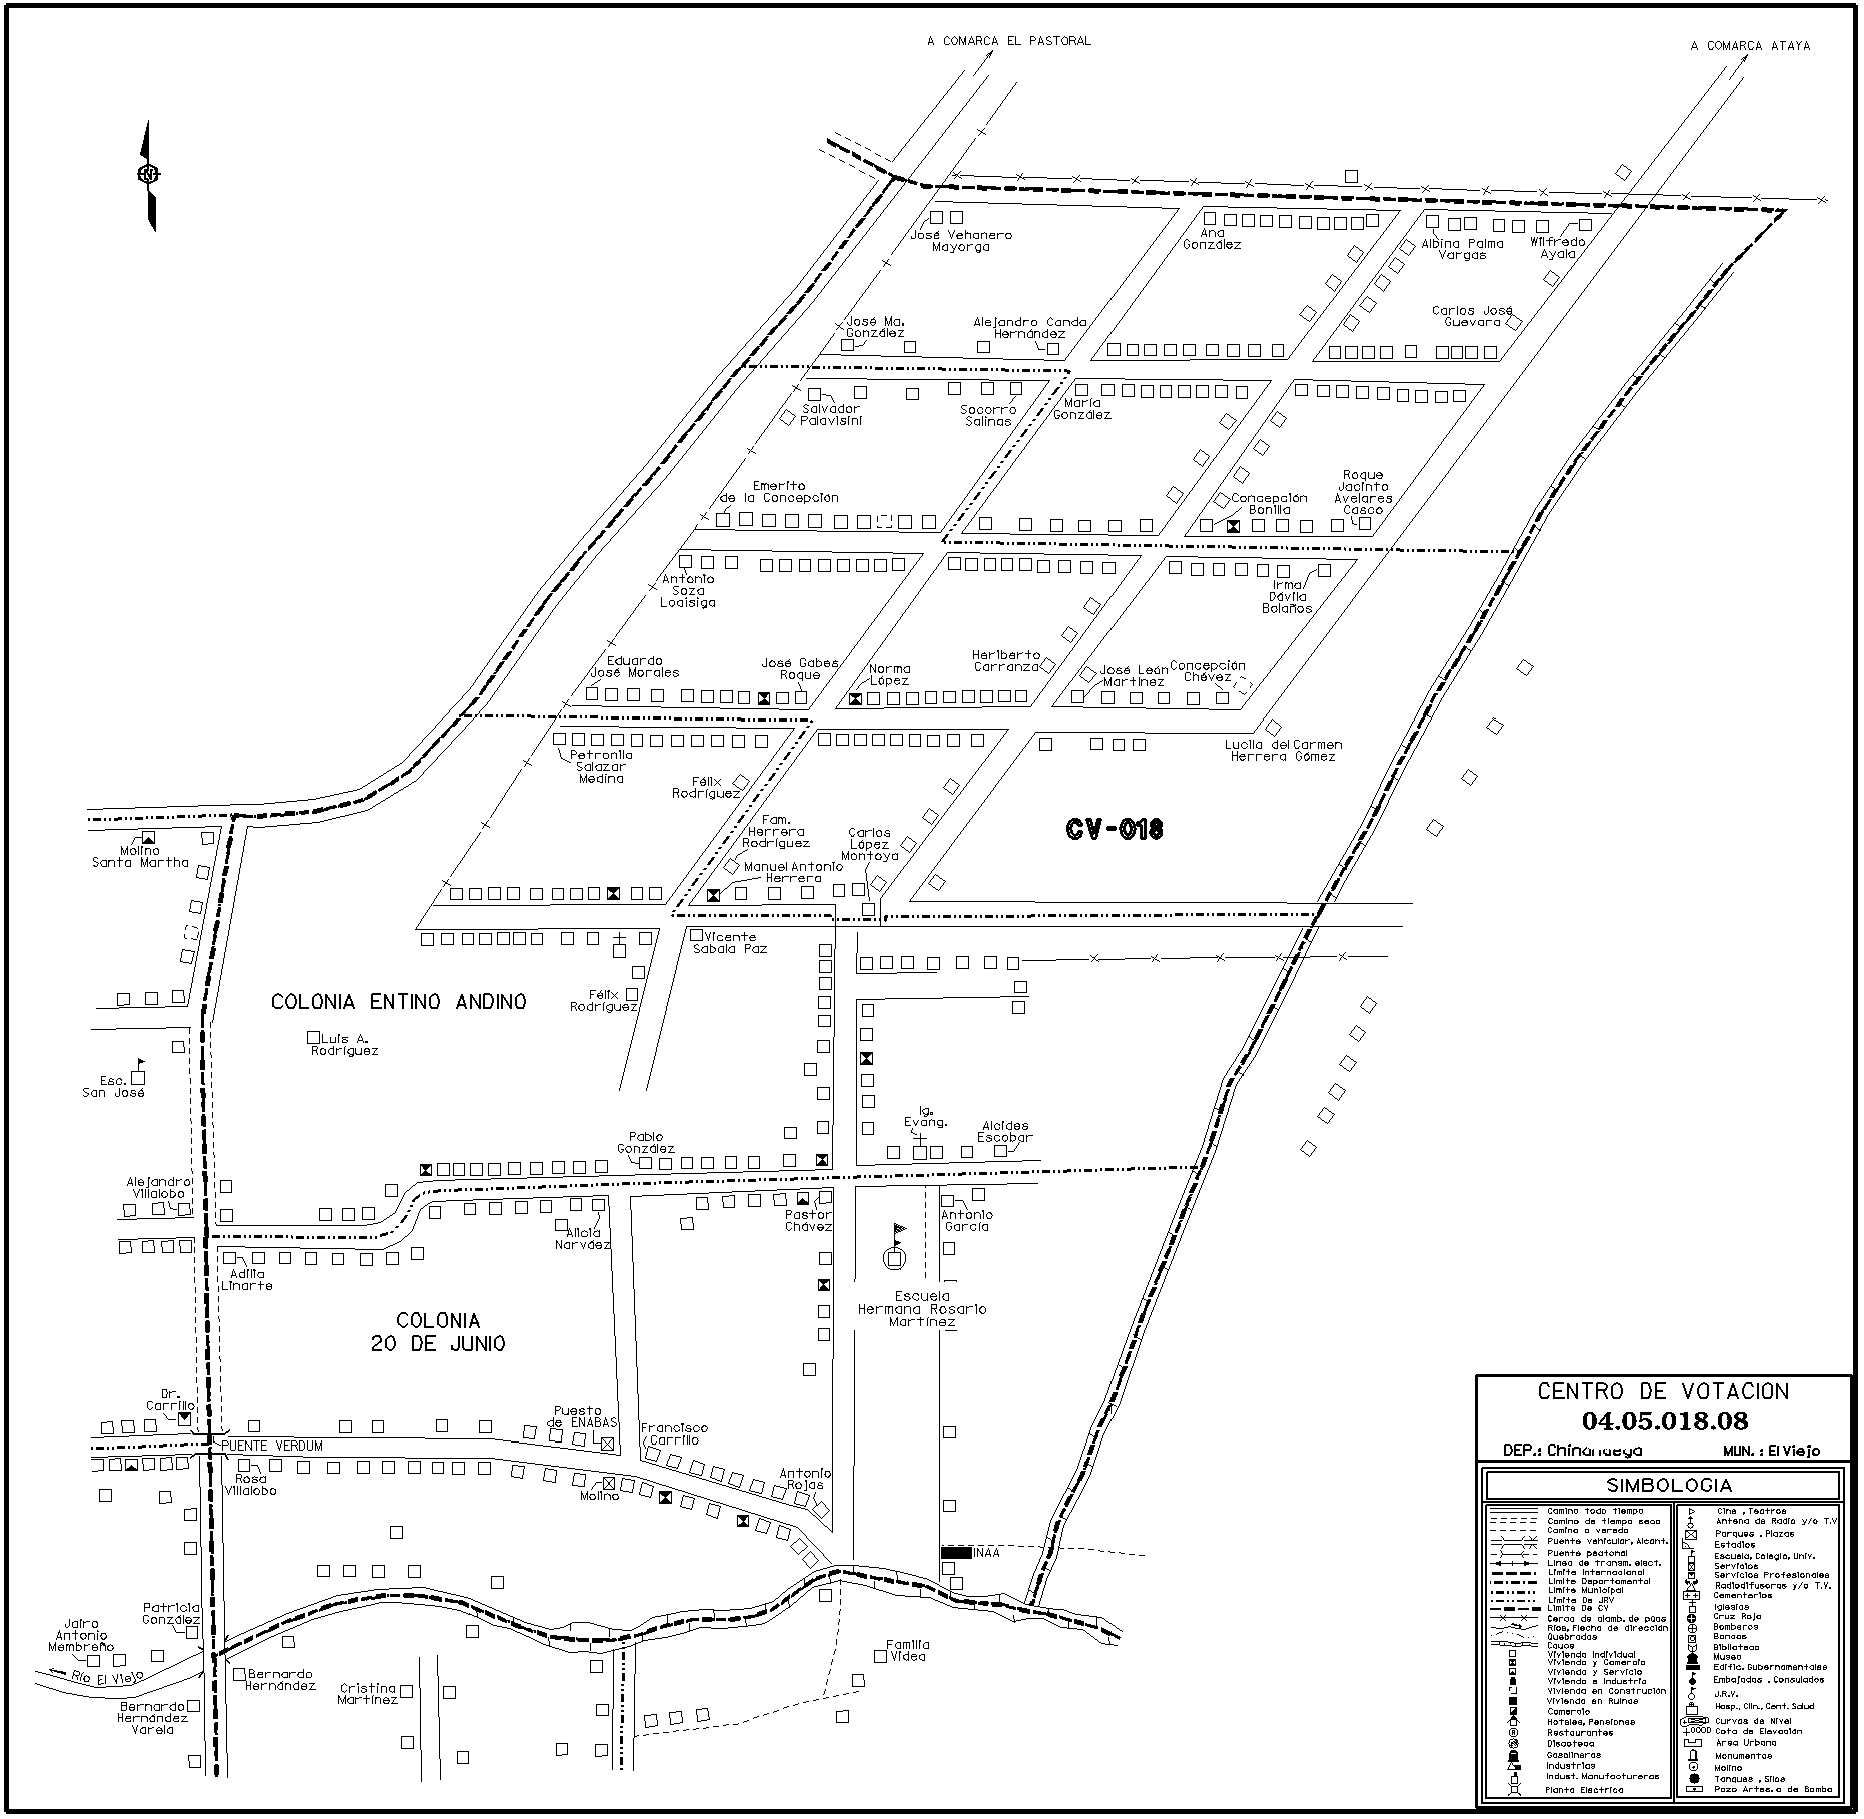 A COMARCA EL PASTORAL
A COMARCA ATAYA
N
José Vehanero
Mayorga
Ana
González
Albina Palma
Vargas
Wilfredo
Ayala
José Ma.
González
Alejandro Canda
Hernández
Carlos José
Guevara
Salvador
Palavisini
Socorro
Salinas
María
González
Emerito
de la Concepción
Concepción
Bonilla
Roque
Jacinto
Avelares
Casco
Antonio
Soza
Loaisiga
Irma
Dávila
Bolaños
Eduardo
José Morales
José Gabes
Roque
Norma
López
Heriberto
Carranza
José León
Martínez
Concepción
Chévez
Petronila
Salazar
Medina
Félix
Rodríguez
Lucila del Carmen
Herrera Gómez
Fam.
Herrera
Rodríguez
Carlos
López
Montoya
CV-018
Molino
Santa Martha
Manuel Antonio
Herrera
Vicente
Sabala Paz
COLONIA ENTINO ANDINO
Félix
Rodríguez
Luis A.
Rodríguez
Esc.
San José
Ig.
Evang.
Alcides
Escobar
Pablo
González
Alejandro
Villalobo
Pastor
Chávez
Antonio
García
Alicia
Narváez
Adilia
Linarte
Escuela
Hermana Rosario
Martínez
COLONIA
20 DE JUNIO
Dr.
Carrillo
Puesto
de ENABAS
Francisco
Carrillo
PUENTE VERDUM
Rosa
Villalobo
Molino
Antonio
Rojas
INAA
Patricia
González
Jairo
Antonio
Membreño
Río El Viejo
Bernardo
Hernández
Familia
Videa
Cristina
Martínez
Bernardo
Hernández
Varela
CENTRO DE VOTACION
04.05.018.08
DEP.: Chinandega
MUN.: El Viejo
SIMBOLOGIA
Camino todo tiempo
Camino de tiempo seco
Camino o vereda
Puente vehicular, Alcant.
Puente peatonal
Línea de transm. elect.
Límite Internacional
Límite Departamental
Límite Municipal
Límite De JRV
Límite De CV
Cerca de alamb. de púas
Ríos, Flecha de dirección
Quebradas
Cauce
Vivienda Individual
Vivienda y Comercio
Vivienda y Servicio
Vivienda e Industria
Vivienda en Construción
Vivienda en Ruinas
Comercio
Hoteles, Pensiones
Restaurantes
Discoteca
Gasolineras
Industrias
Indust. Manufactureras
Planta Electrica
Cine , Teatros
Antena de Radio y/o T.V
Parques , Plazas
Estadios
Escuela, Colegio, Univ.
Servicios
Servicios Profesionales
Radiodifusoras y/o T.V.
Cementerios
Iglesias
Cruz Roja
Bomberos
Bancos
Biblioteca
Museo
Edific. Gubernamentales
Embajadas , Consulados
J.R.V.
Hosp., Clin., Cent. Salud
Curvas de Nivel
Cota de Elevación
Area Urbana
Monumentos
Molino
Tanques , Silos
Pozo Artes. o de Bomba